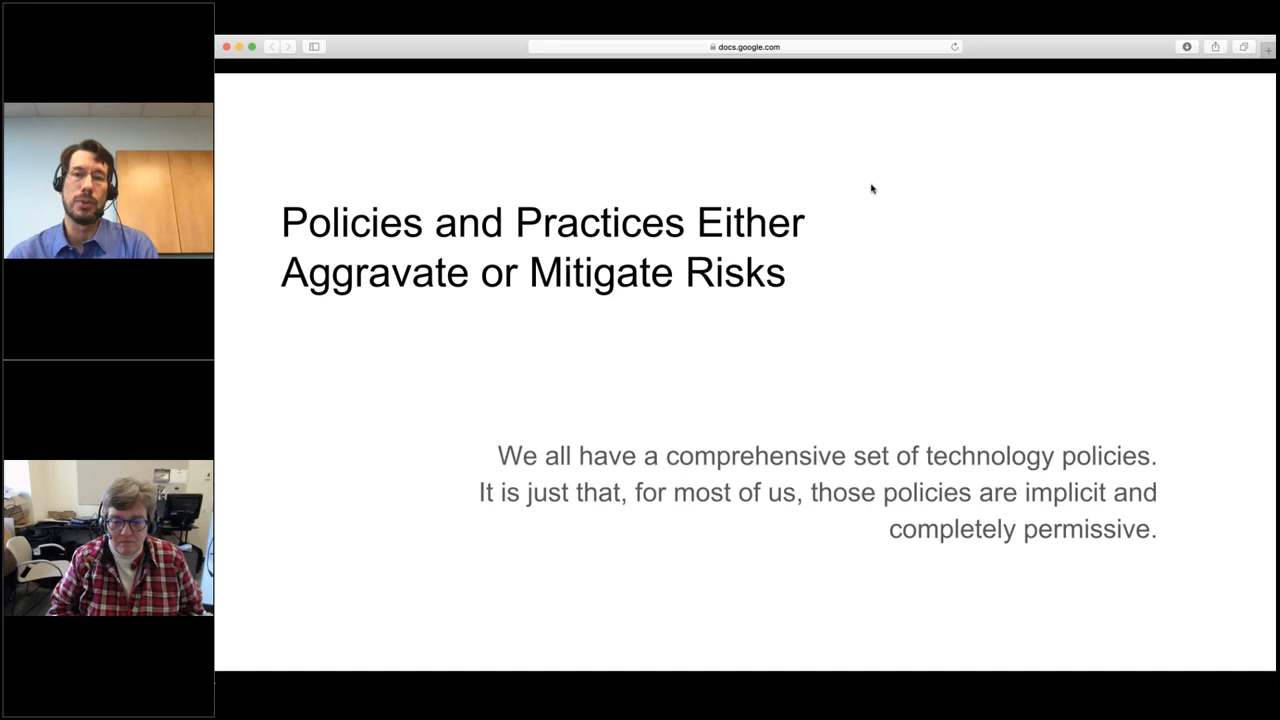 docs.google.com
Policies and Practices Either
Aggravate or Mitigate Risks
We all have a comprehensive set of technology policies.
It is just that, for most of us, those policies are implicit and
completely permissive.